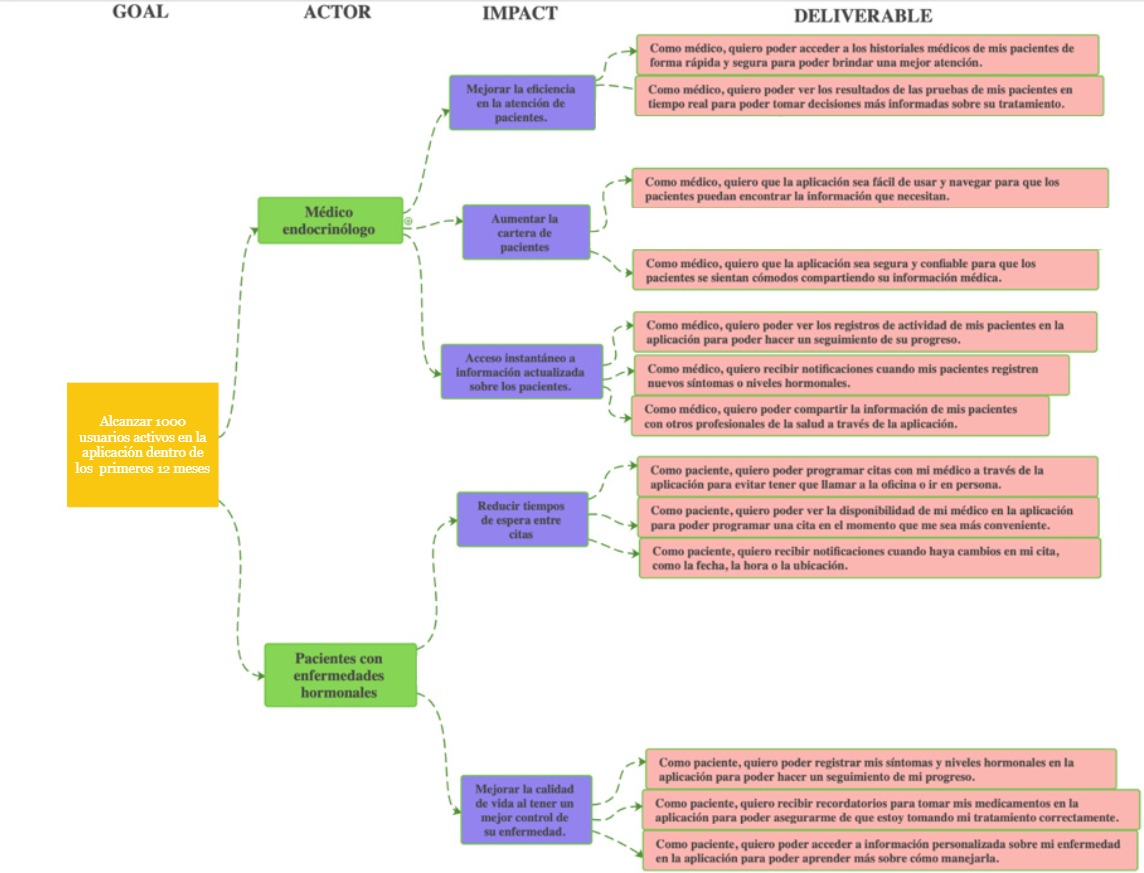 GOAL
ACTOR
IMPACT
DELIVERABLE
Alcanzar 1000
usuarios activos en la
aplicación dentro de
los primeros 12 meses
Médico
endocrinólogo
Mejorar la eficiencia
en la atención de
pacientes.
Como médico, quiero poder acceder a los historiales médicos de mis pacientes de
forma rápida y segura para poder brindar una mejor atención.
Como médico, quiero poder ver los resultados de las pruebas de mis pacientes en
tiempo real para poder tomar decisiones más informadas sobre su tratamiento.
Aumentar la
cartera de
pacientes
Como médico, quiero que la aplicación sea fácil de usar y navegar para que los
pacientes puedan encontrar la información que necesitan.
Como médico, quiero que la aplicación sea segura y confiable para que los
pacientes se sientan cómodos compartiendo su información médica.
Acceso instantáneo a
información actualizada
sobre los pacientes.
Como médico, quiero poder ver los registros de actividad de mis pacientes en la
aplicación para poder hacer un seguimiento de su progreso.
Como médico, quiero recibir notificaciones cuando mis pacientes registren
nuevos síntomas o niveles hormonales.
Como médico, quiero poder compartir la información de mis pacientes
con otros profesionales de la salud a través de la aplicación.
Pacientes con
enfermedades
hormonales
Reducir tiempos
de espera entre
citas
Como paciente, quiero poder programar citas con mi médico a través de la
aplicación para evitar tener que llamar a la oficina o ir en persona.
Como paciente, quiero poder ver la disponibilidad de mi médico en la aplicación
para poder programar una cita en el momento que me sea más conveniente.
Como paciente, quiero recibir notificaciones cuando haya cambios en mi cita,
como la fecha, la hora o la ubicación.
Mejorar la calidad
de vida al tener un
mejor control de
su enfermedad.
Como paciente, quiero poder registrar mis síntomas y niveles hormonales en la
aplicación para poder hacer un seguimiento de mi progreso.
Como paciente, quiero recibir recordatorios para tomar mis medicamentos en la
aplicación para poder asegurarme de que estoy tomando mi tratamiento correctamente.
Como paciente, quiero poder acceder a información personalizada sobre mi enfermedad
en la aplicación para poder aprender más sobre cómo manejarla.